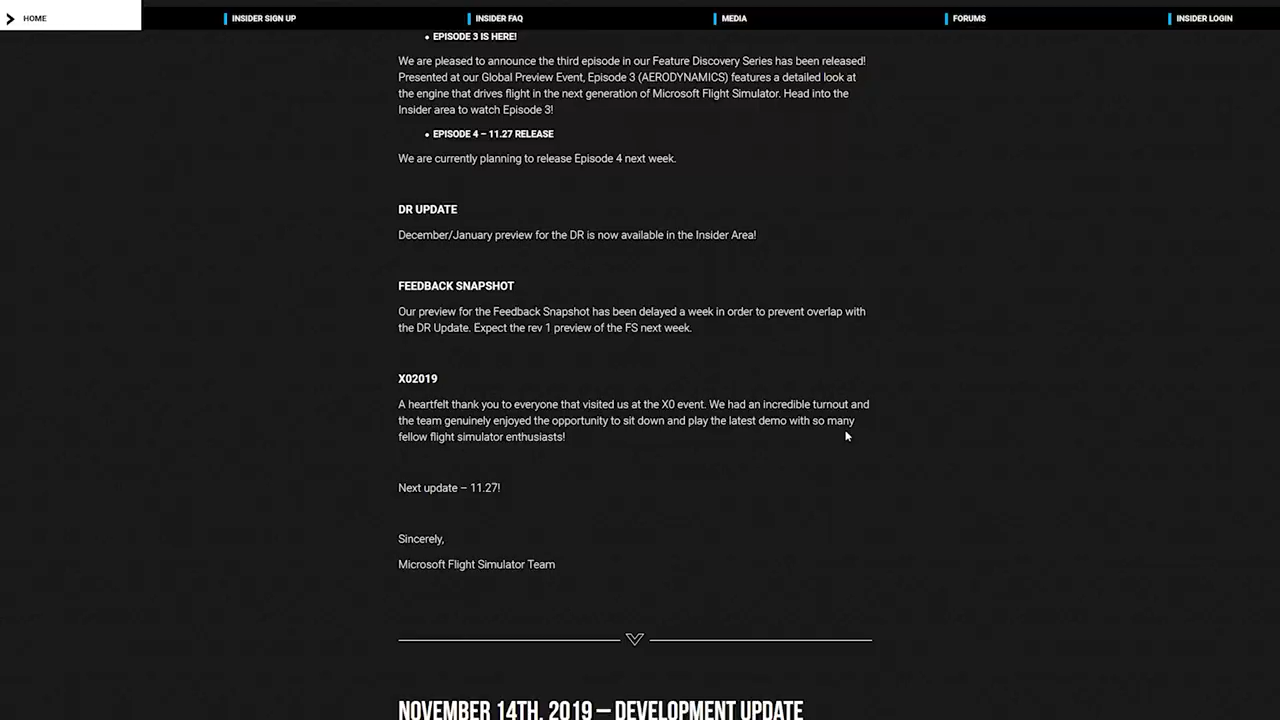 HOME
INSIDER SIGN UP
INSIDER FAQ
MEDIA
FORUMS
INSIDER LOGIN
• EPISODE 3 IS HERE!
We are pleased to announce the third episode in our Feature Discovery Series has been released!
Presented at our Global Preview Event, Episode 3 (AERODYNAMICS) features a detailed look at
the engine that drives flight in the next generation of Microsoft Flight Simulator. Head into the
Insider area to watch Episode 3!
• EPISODE 4 – 11.27 RELEASE
We are currently planning to release Episode 4 next week.
DR UPDATE
December/January preview for the DR is now available in the Insider Area!
FEEDBACK SNAPSHOT
Our preview for the Feedback Snapshot has been delayed a week in order to prevent overlap with
the DR Update. Expect the rev 1 preview of the FS next week.
X02019
A heartfelt thank you to everyone that visited us at the X0 event. We had an incredible turnout and
the team genuinely enjoyed the opportunity to sit down and play the latest demo with so many
fellow flight simulator enthusiasts!
Next update – 11.27!
Sincerely,
Microsoft Flight Simulator Team
NOVEMBER 14TH, 2019 – DEVELOPMENT UPDATE